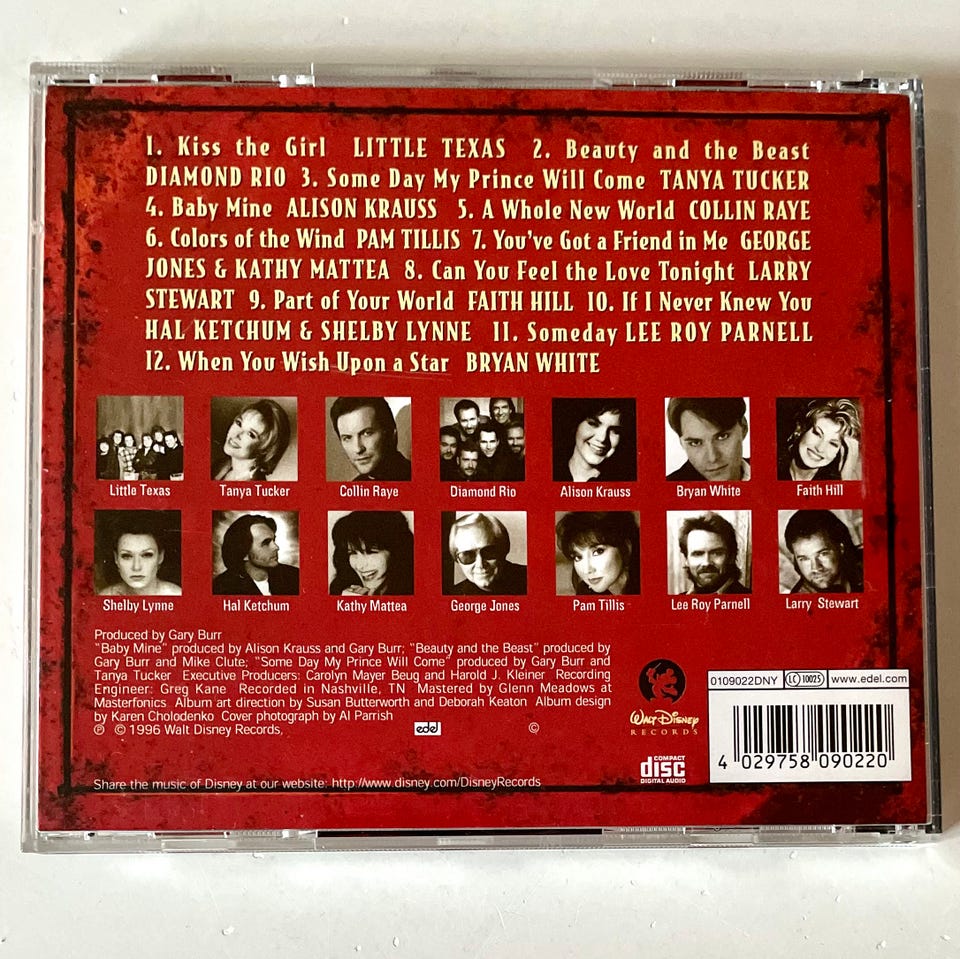 1. Kiss the Girl LITTLE TEXAS 2. Beauty and the Beast
DIAMOND RIO 3. Some Day My Prince Will Come TANYA TUCKER
4. Baby Mine ALISON KRAUSS 5. A Whole New World COLLIN RAYE
6. Colors of the Wind PAM TILLIS 7. You've Got a Friend in Me GEORGE
JONES & KATHY MATTEA 8. Can You Feel the Love Tonight LARRY
STEWART 9. Part of Your World FAITH HILL 10. If I Never Knew You
HAL KETCHUM & SHELBY LYNNE 11. Someday LEE ROY PARNELL
12. When You Wish Upon a Star BRYAN WHITE
Little Texas Tanya Tucker Collin Raye Diamond Rio Alison Krauss Bryan White Faith Hill
Shelby Lynne Hal Ketchum Kathy Mattea George Jones Pam Tillis Lee Roy Parnell Larry Stewart
Produced by Gary Burr
"Baby Mine" produced by Alison Krauss and Gary Burr; "Beauty and the Beast" produced by
Gary Burr and Mike Clute; "Some Day My Prince Will Come" produced by Gary Burr and
Tanya Tucker Executive Producers: Carolyn Mayer Beug and Harold J. Kleiner Recording
Engineer: Greg Kane Recorded in Nashville, TN Mastered by Glenn Meadows at
Masterfonics Album art direction by Susan Butterworth and Deborah Keaton Album design
by Karen Cholodenko Cover photograph by Al Parrish
℗ © 1996 Walt Disney Records, edel ©
Share the music of Disney at our website: http://www.disney.com/DisneyRecords
Walt Disney
RECORDS
COMPACT
disc
DIGITAL AUDIO
0109022DNY LC 10025 www.edel.com
4 029758 090220